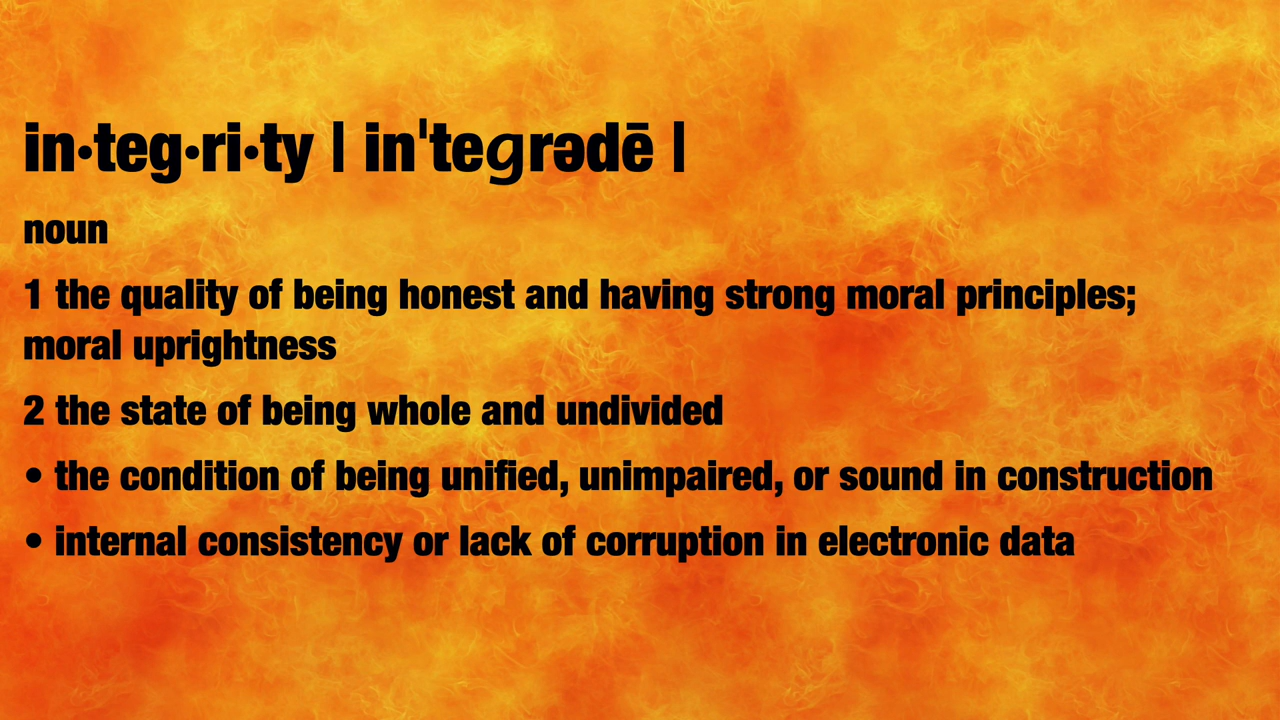 in·teg·ri·ty | inˈteɡrədē |
noun
1 the quality of being honest and having strong moral principles;
moral uprightness
2 the state of being whole and undivided
• the condition of being unified, unimpaired, or sound in construction
• internal consistency or lack of corruption in electronic data